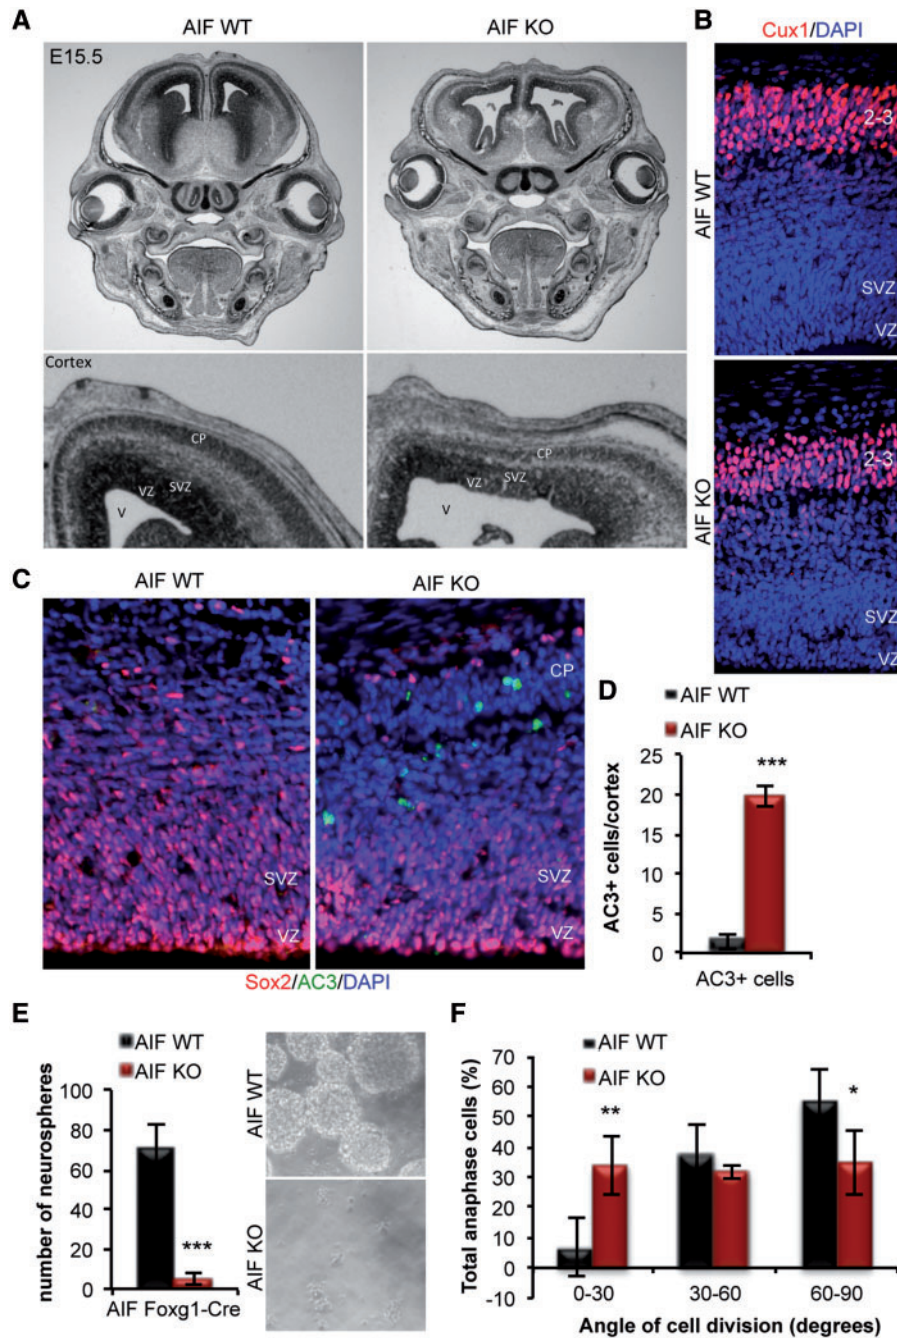 A
AIF WT
AIF KO
E15.5
Cortex
CP
SVZ
VZ
V
CP
SVZ
VZ
V
B
Cux1/DAPI
AIF WT
2-3
SVZ
VZ
AIF KO
2-3
SVZ
VZ
C
AIF WT
AIF KO
SVZ
VZ
CP
SVZ
VZ
Sox2/AC3/DAPI
D
AIF WT
AIF KO
AC3+ cells/cortex
25
20
15
10
5
2
0
***
AC3+ cells
E
AIF WT
AIF KO
number of neurospheres
100
80
60
40
20
0
***
AIF Foxg1-Cre
AIF WT
AIF KO
F
AIF WT
AIF KO
Total anaphase cells (%)
70
60
50
40
30
20
10
0
-10
**
*
0-30
30-60
60-90
Angle of cell division (degrees)